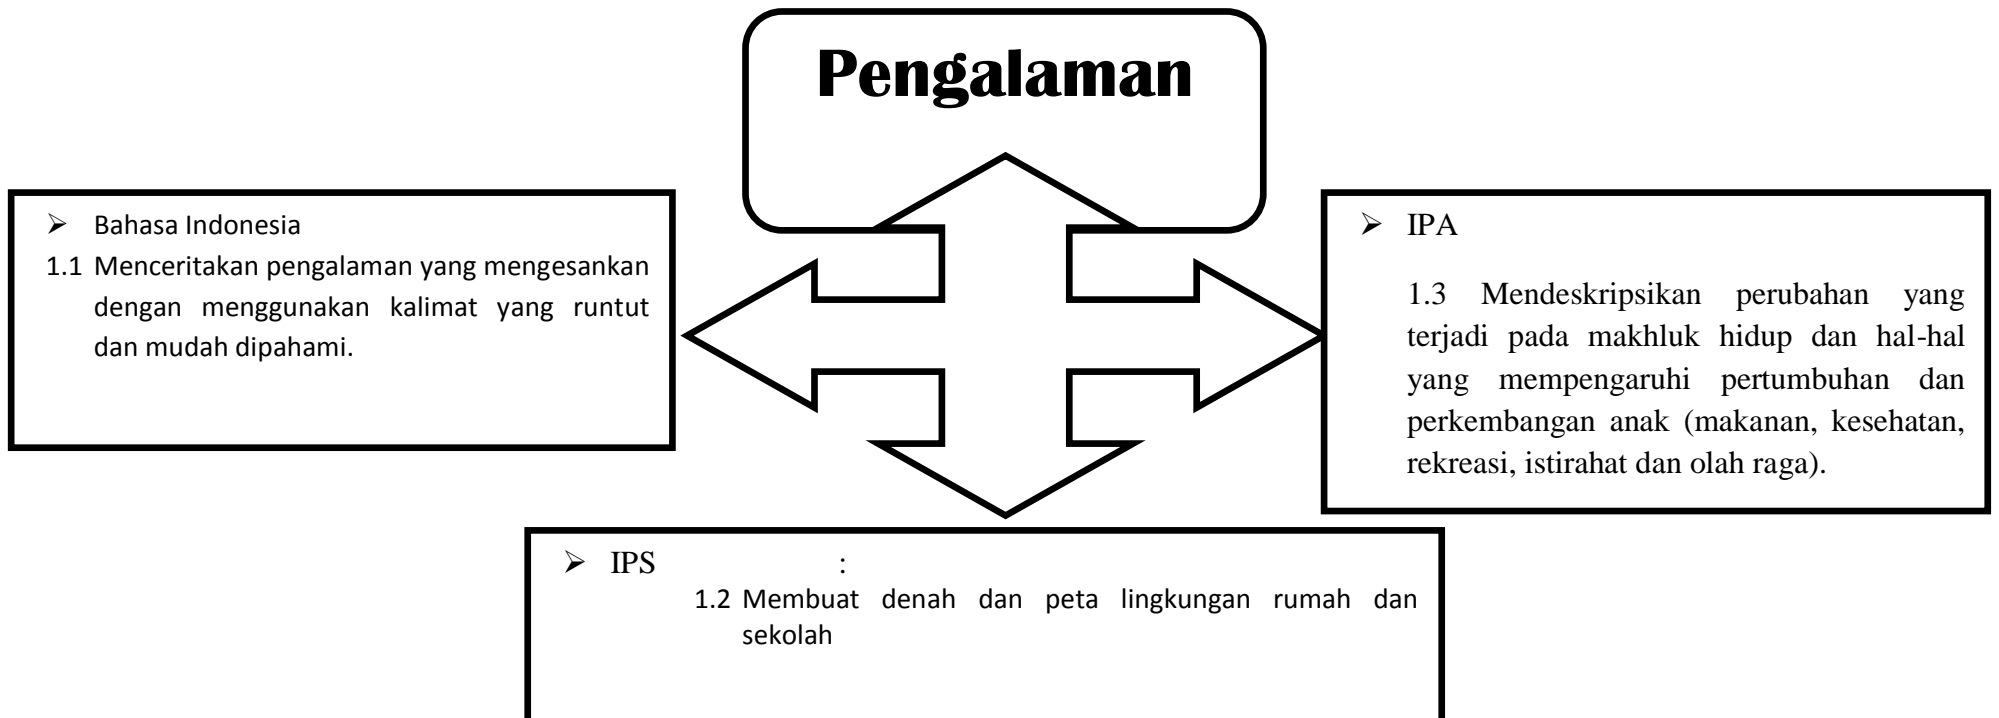 Pengalaman
➢ Bahasa Indonesia
1.1 Menceritakan pengalaman yang mengesankan
dengan menggunakan kalimat yang runtut
dan mudah dipahami.
➢ IPA
1.3 Mendeskripsikan perubahan yang
terjadi pada makhluk hidup dan hal-hal
yang mempengaruhi pertumbuhan dan
perkembangan anak (makanan, kesehatan,
rekreasi, istirahat dan olah raga).
➢ IPS :
1.2 Membuat denah dan peta lingkungan rumah dan
sekolah